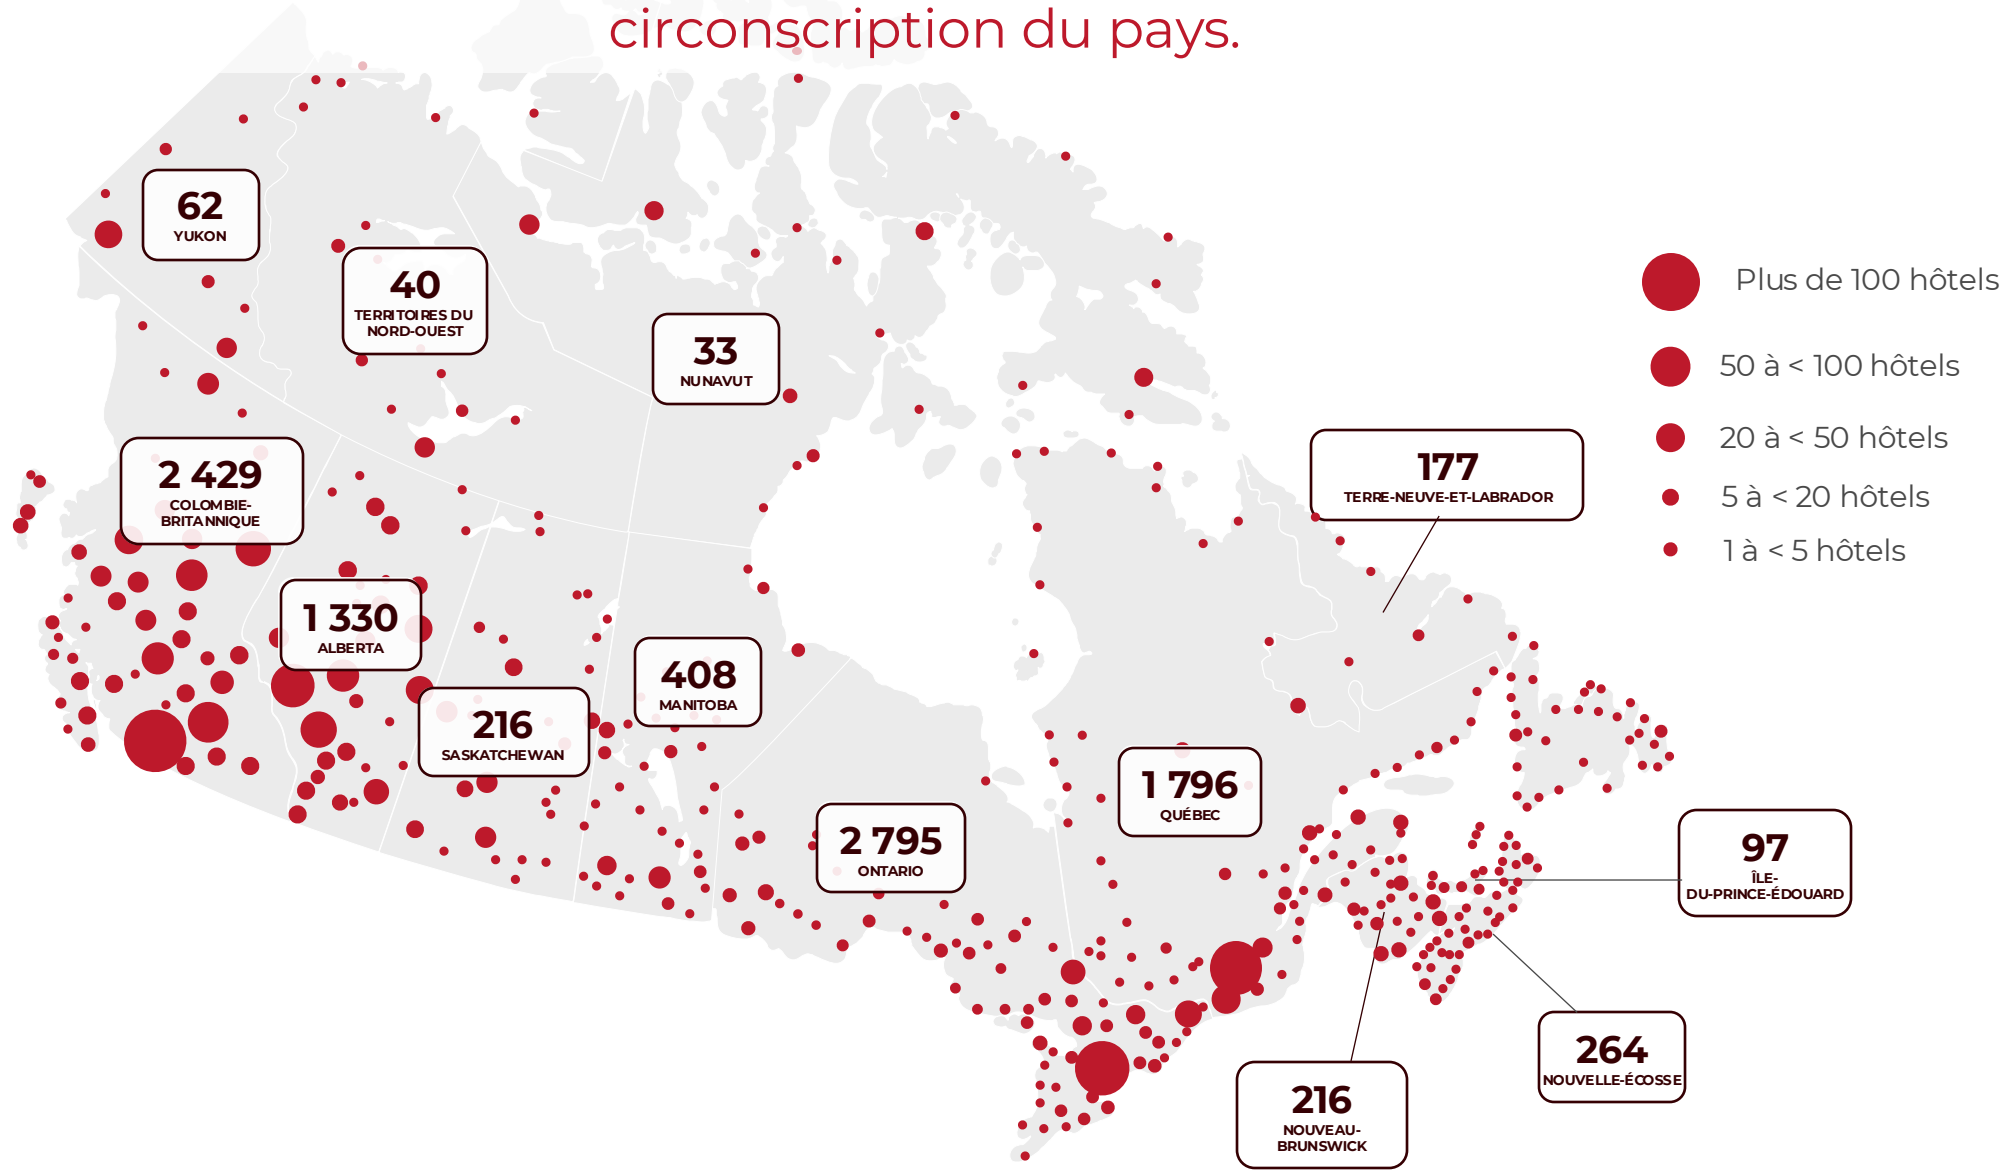 circonscription du pays.
62
YUKON
40
TERRITOIRES DU
NORD-OUEST
33
NUNAVUT
Plus de 100 hôtels
50 à < 100 hôtels
20 à < 50 hôtels
5 à < 20 hôtels
1 à < 5 hôtels
2 429
COLOMBIE-
BRITANNIQUE
177
TERRE-NEUVE-ET-LABRADOR
1 330
ALBERTA
408
MANITOBA
216
SASKATCHEWAN
1 796
QUÉBEC
2 795
ONTARIO
97
ÎLE-
DU-PRINCE-ÉDOUARD
264
NOUVELLE-ÉCOSSE
216
NOUVEAU-
BRUNSWICK